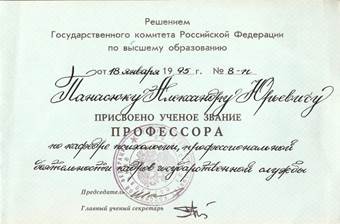 Решением
Государственного комитета Российской Федерации
по высшему образованию
от 18 января 1995 г. № 8-п
Панасюку Александру Юрьевичу
ПРИСВОЕНО УЧЕНОЕ ЗВАНИЕ
ПРОФЕССОРА
по кафедре психологии, профессиональной
деятельности кадров государственной службы
Председатель
Главный ученый секретарь